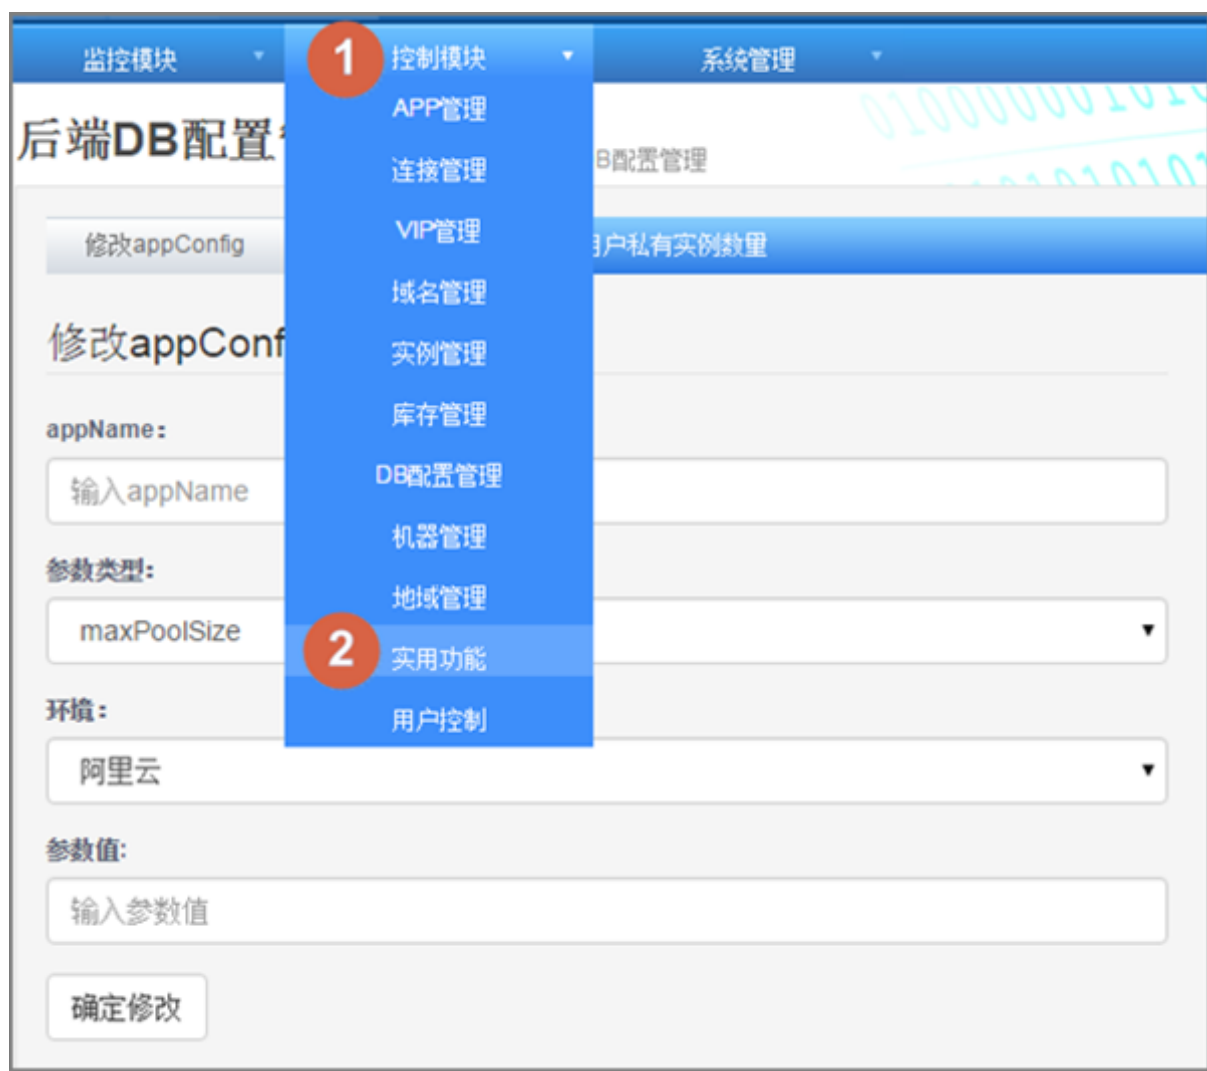 监控模块
1
控制模块
系统管理
APP管理
连接管理
VIP管理
域名管理
实例管理
库存管理
DB配置管理
机器管理
地域管理
2
实用功能
用户控制
后端DB配置
B配置管理
修改appConfig
户私有实例数量
修改appConf
appName：
输入appName
参数类型：
maxPoolSize
环境：
阿里云
参数值:
输入参数值
确定修改